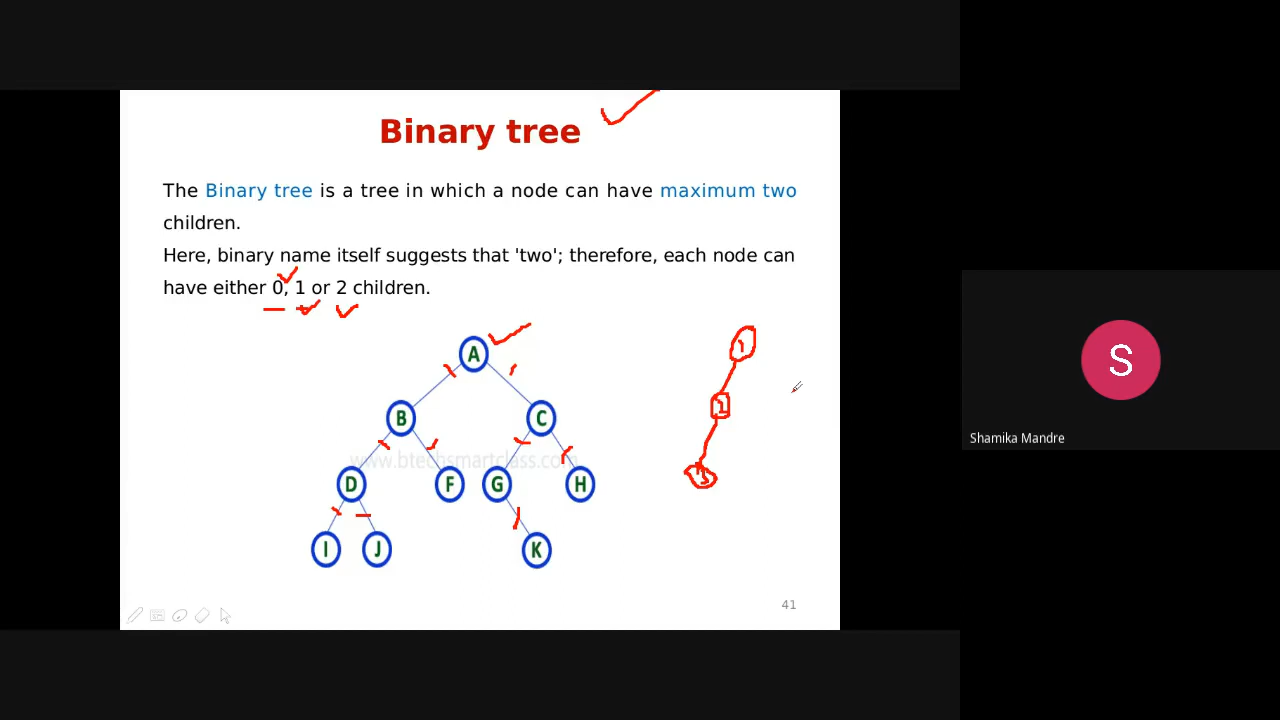 Binary tree
The Binary tree is a tree in which a node can have maximum two
children.
Here, binary name itself suggests that 'two'; therefore, each node can
have either 0, 1 or 2 children.
A
B C
www.btechsmartclass.com
D F G H
I J K
1
2
3
41
S
Shamika Mandre